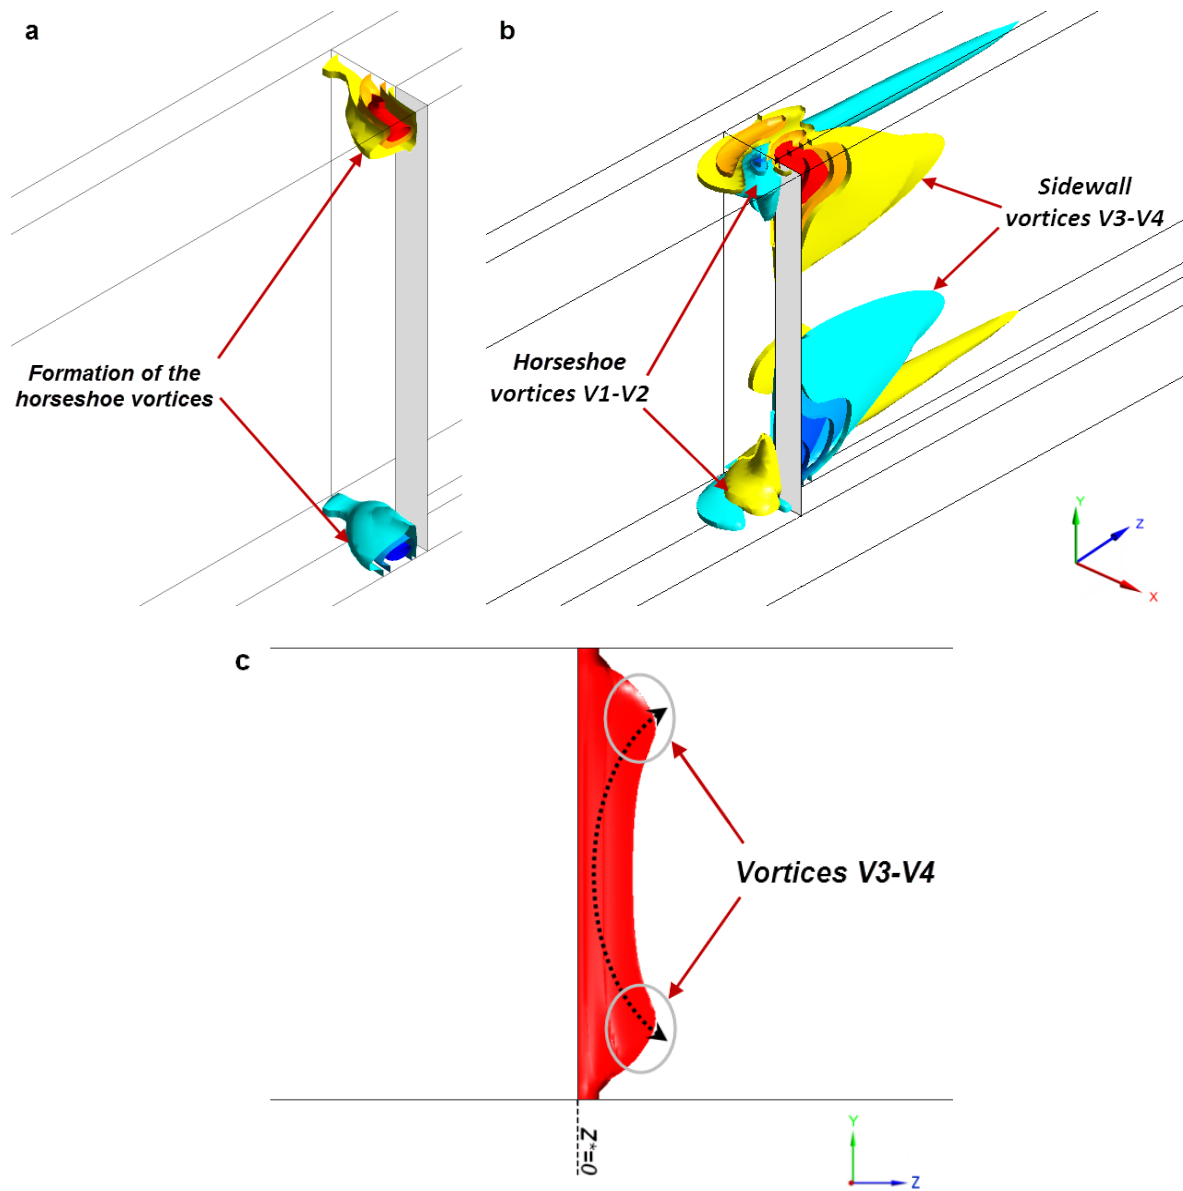 a
b
Sidewall
vortices V3-V4
Formation of the
horseshoe vortices
Horseshoe
vortices V1-V2
Y
Z
X
c
Vortices V3-V4
Z*=0
Y
Z